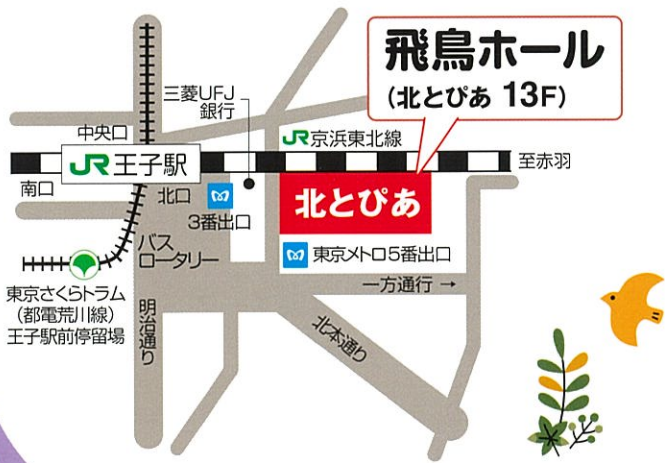 飛鳥ホール
(北とぴあ 13F)
三菱UFJ
銀行
中央口
JR京浜東北線
JR王子駅
至赤羽
南口
北口
3番出口
北とぴあ
東京メトロ5番出口
バス
ロータリー
一方通行 →
東京さくらトラム
(都電荒川線)
王子駅前停留場
明治通り
北本通り